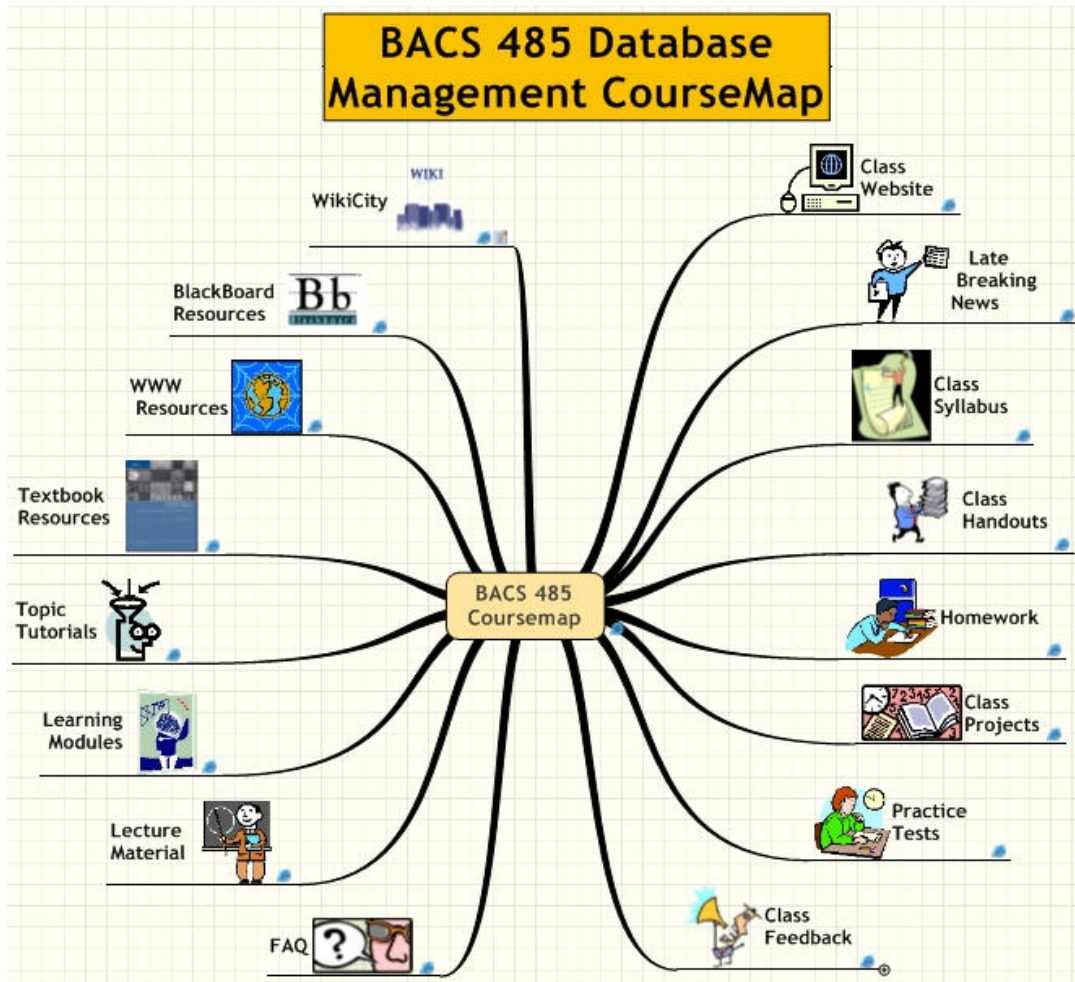 BACS 485 Database
Management CourseMap
WikiCity
WIKI
BlackBoard
Resources
Bb
Blackboard
WWW
Resources
Textbook
Resources
Topic
Tutorials
Learning
Modules
Lecture
Material
FAQ
?
BACS 485
Coursemap
Class
Website
Late
Breaking
News
Class
Syllabus
Class
Handouts
Homework
Class
Projects
Practice
Tests
Class
Feedback